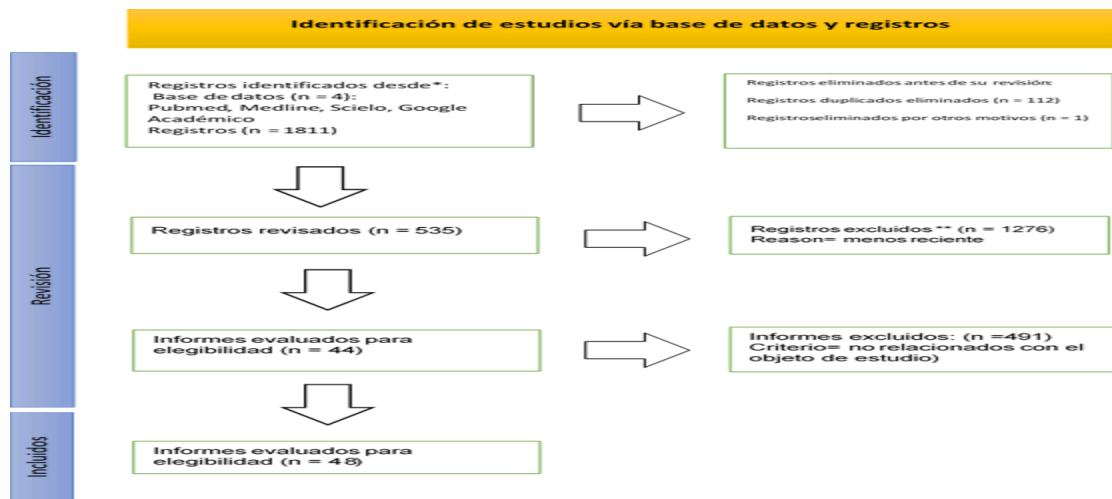 Identificación de estudios vía base de datos y registros
Identificación
Registros identificados desde*:
Base de datos (n = 4):
Pubmed, Medline, Scielo, Google
Académico
Registros (n = 1811)
Registros eliminados antes de su revisión:
Registros duplicados eliminados (n = 112)
Registroseliminados por otros motivos (n = 1)
Revisión
Registros revisados (n = 535)
Registros excluidos ** (n = 1276)
Reason= menos reciente
Informes evaluados para
elegibilidad (n = 44)
Informes excluidos: (n =491)
Criterio= no relacionados con el
objeto de estudio)
Incluidos
Informes evaluados para
elegibilidad (n = 48)